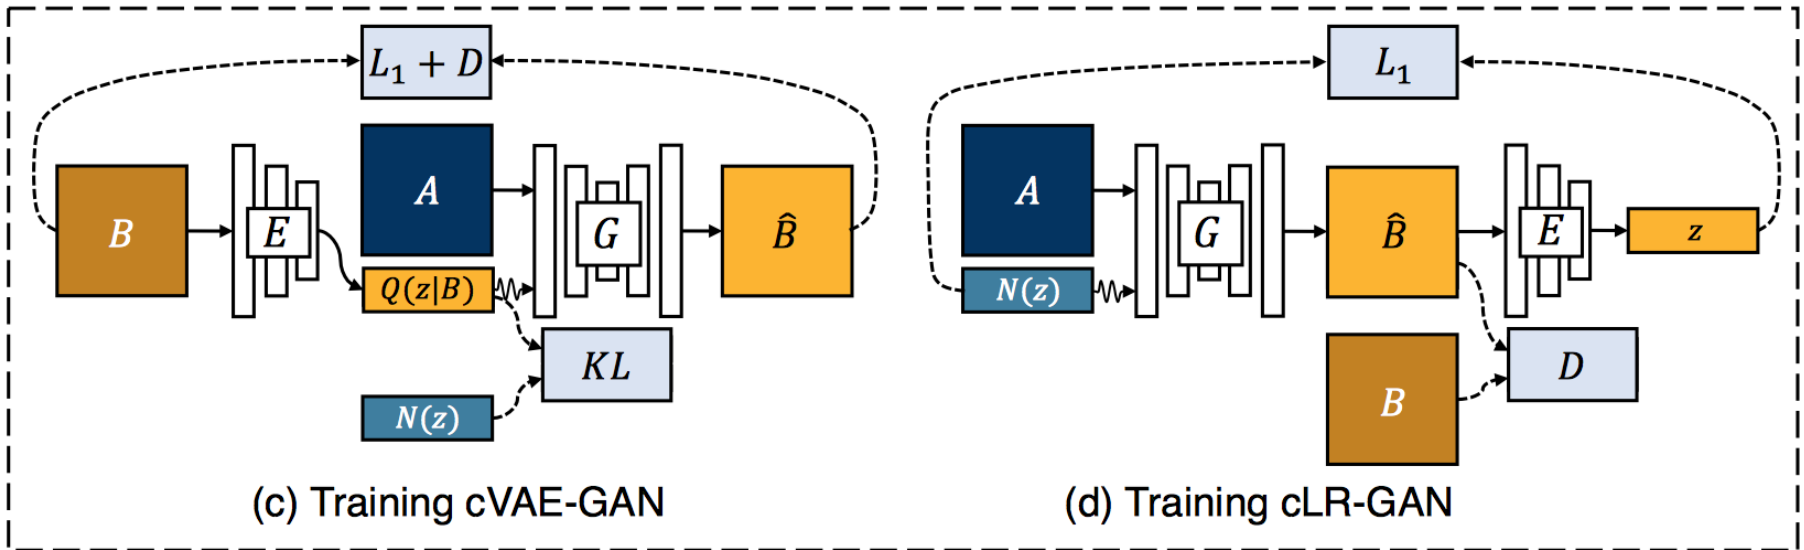 L₁ + D
B
E
A
Q(z|B)
N(z)
G
KL
B̂
(c) Training cVAE-GAN
L₁
A
N(z)
G
B̂
B
E
D
z
(d) Training cLR-GAN